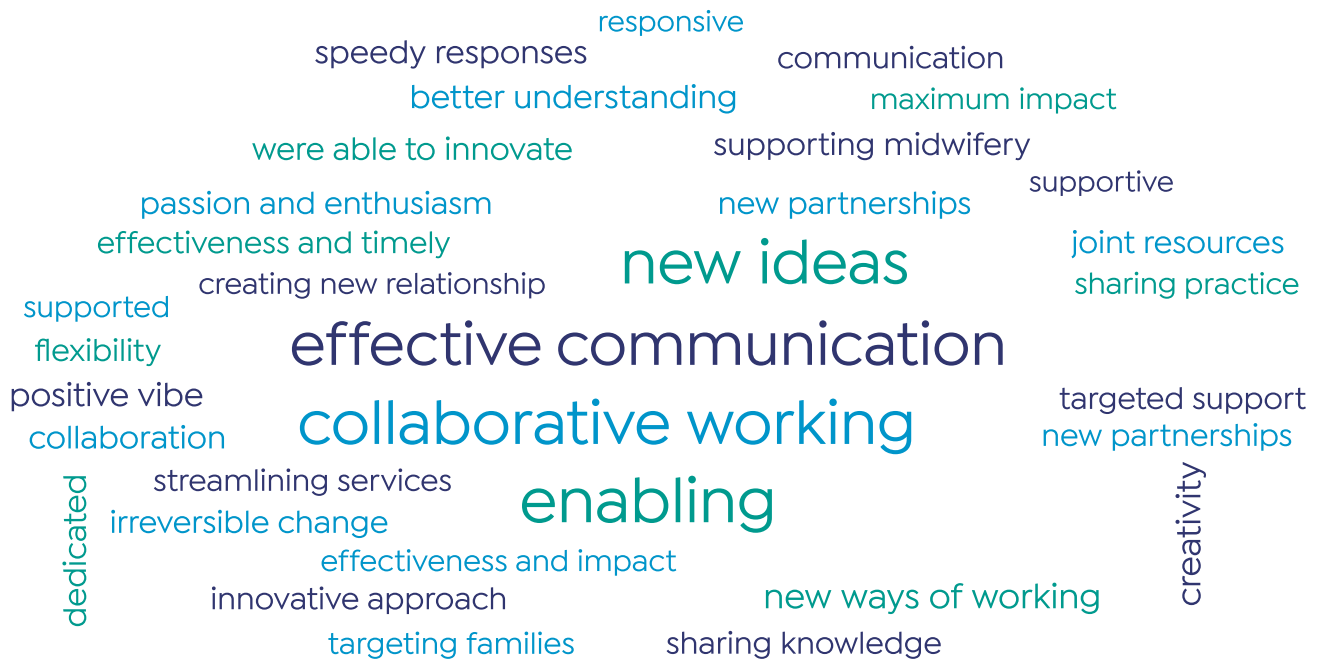 responsive
speedy responses
communication
better understanding
maximum impact
were able to innovate
supporting midwifery
supportive
passion and enthusiasm
new partnerships
effectiveness and timely
new ideas
joint resources
creating new relationship
sharing practice
supported
flexibility
effective communication
positive vibe
targeted support
collaboration
collaborative working
new partnerships
streamlining services
enabling
creativity
dedicated
irreversible change
effectiveness and impact
innovative approach
new ways of working
targeting families
sharing knowledge